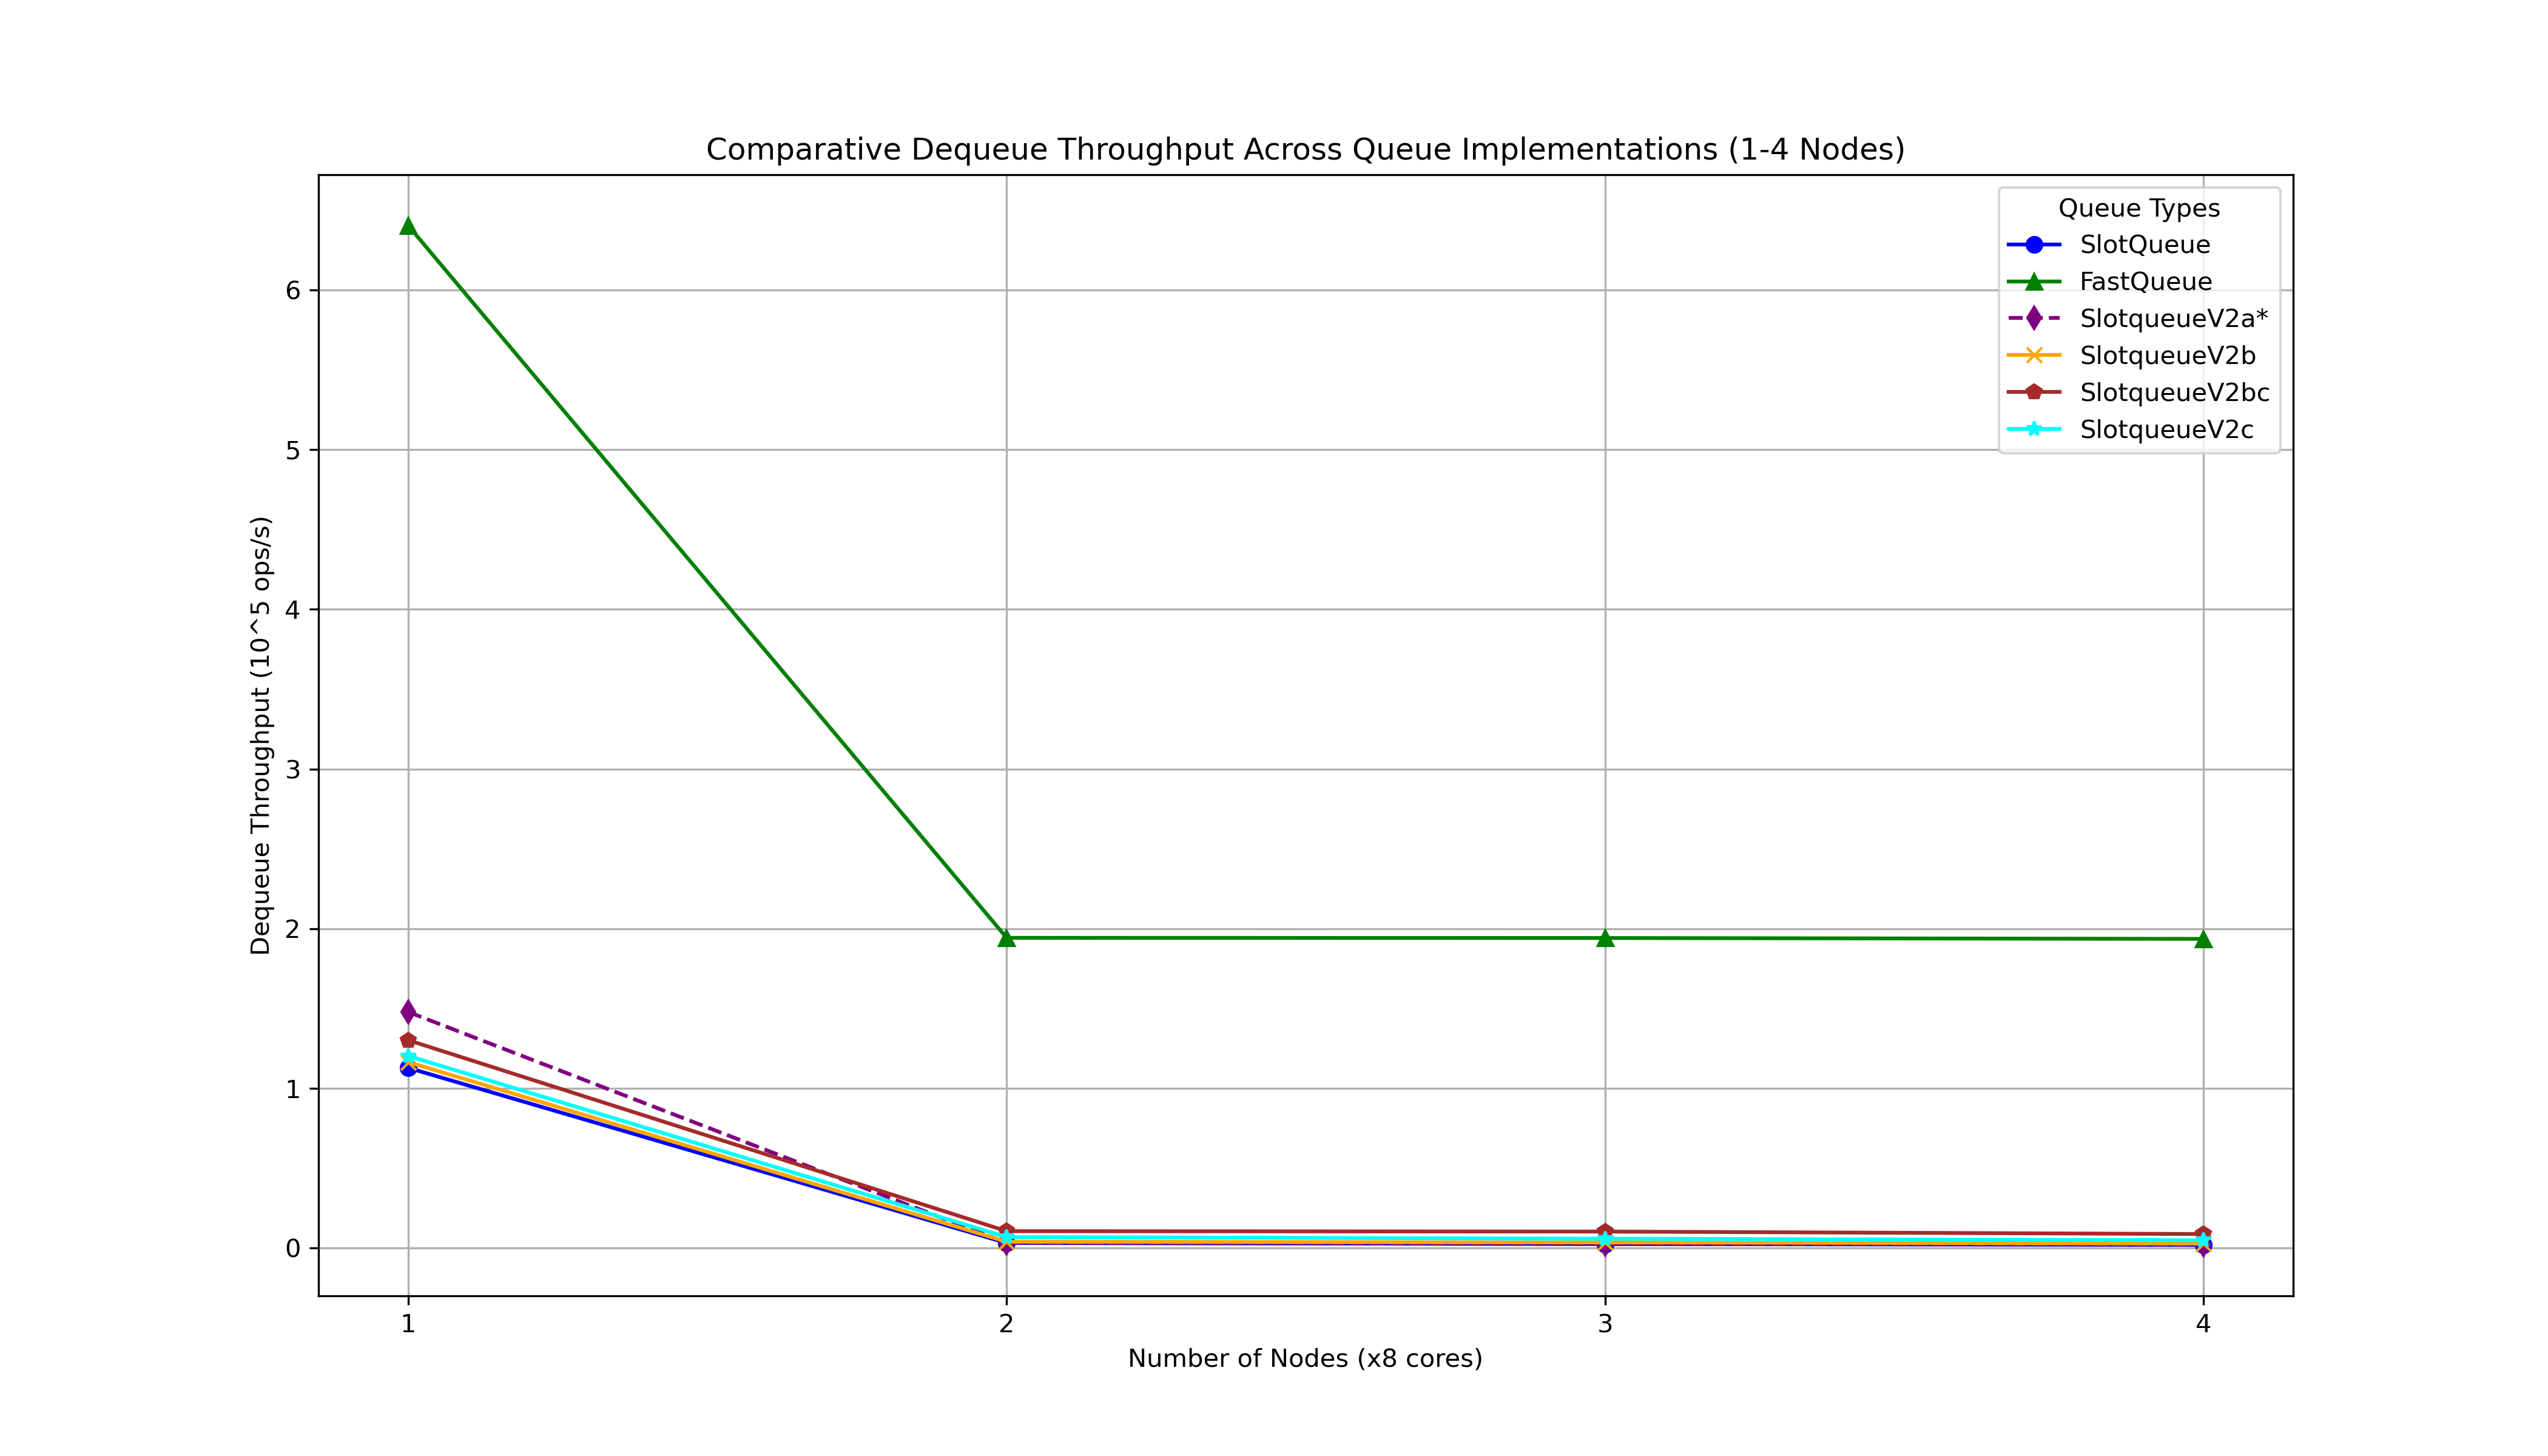 Comparative Dequeue Throughput Across Queue Implementations (1-4 Nodes)
Dequeue Throughput (10^5 ops/s)
6
5
4
3
2
1
0
Queue Types
SlotQueue
FastQueue
SlotqueueV2a*
SlotqueueV2b
SlotqueueV2bc
SlotqueueV2c
1 2 3 4
Number of Nodes (x8 cores)